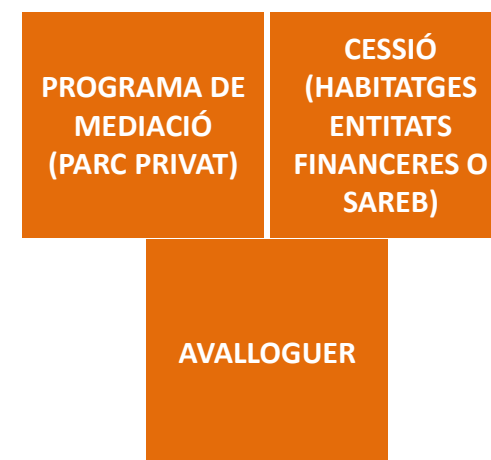 PROGRAMA DE
MEDIACIÓ
(PARC PRIVAT)
CESSIÓ
(HABITATGES
ENTITATS
FINANCERES O
SAREB)
AVALLOGUER